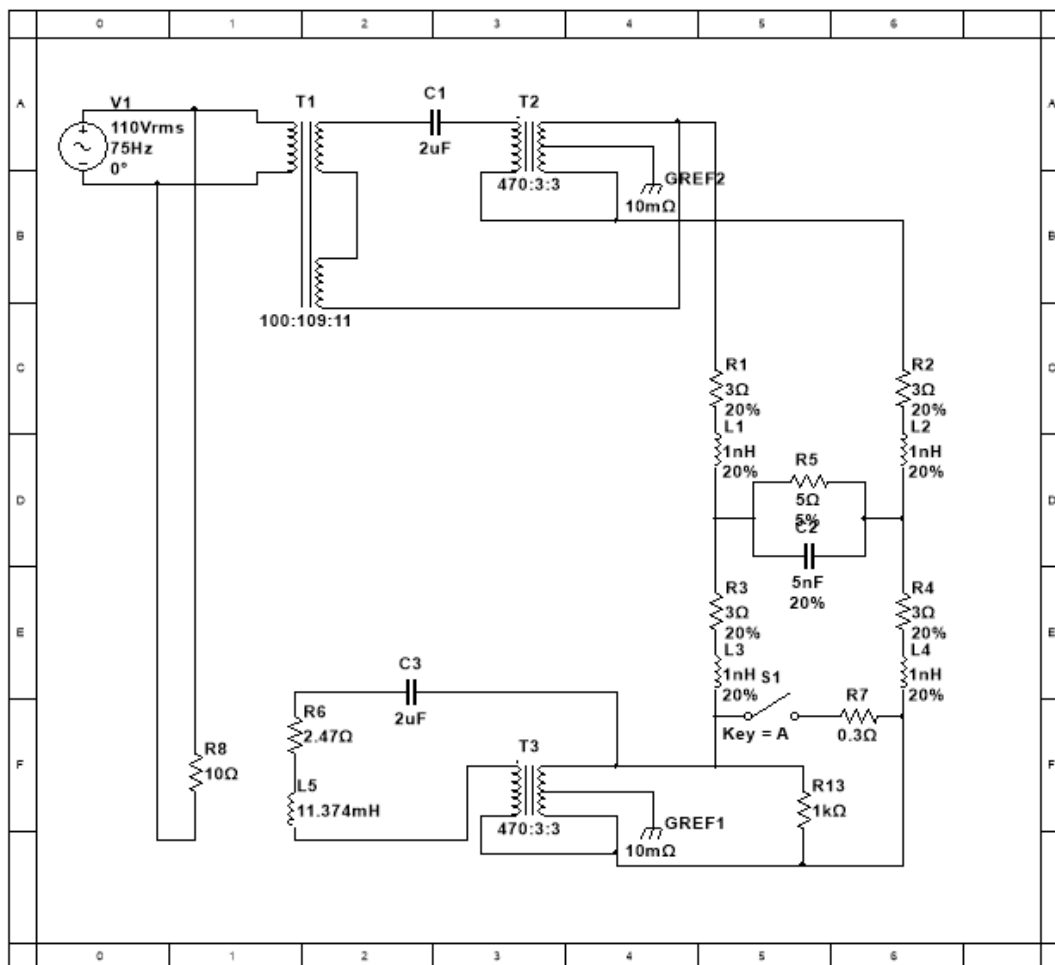 0 1 2 3 4 5 6
A A
V1
110Vrms
75Hz
0°
T1
C1
2uF
T2
470:3:3
GREF2
10mΩ
B B
100:109:11
C C
R1
3Ω
20%
R2
3Ω
20%
L1
1nH
20%
L2
1nH
20%
D D
R5
5Ω
5%
C2
5nF
20%
E E
R3
3Ω
20%
R4
3Ω
20%
L3
1nH
20%
L4
1nH
20%
S1
Key = A
R7
0.3Ω
C3
2uF
R6
2.47Ω
F F
R8
10Ω
L5
11.374mH
T3
470:3:3
GREF1
10mΩ
R13
1kΩ
0 1 2 3 4 5 6